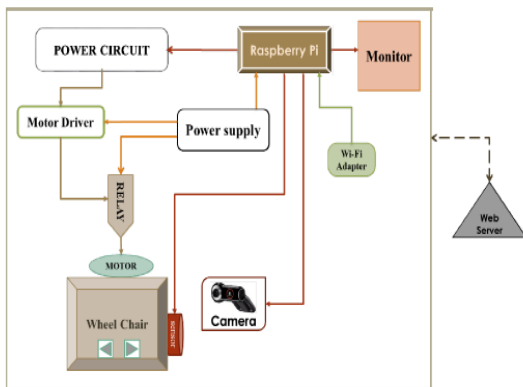 POWER CIRCUIT
Raspberry Pi
Monitor
Motor Driver
Power supply
Wi-Fi
Adapter
RELAY
Web
Server
MOTOR
Wheel Chair
Camera